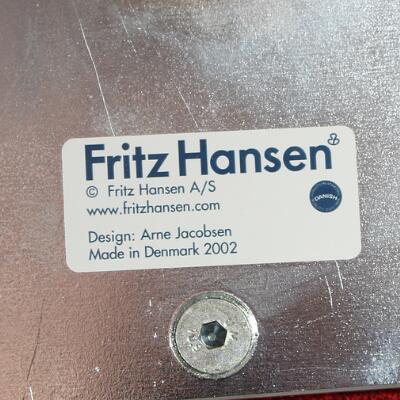 Fritz Hansen
© Fritz Hansen A/S
www.fritzhansen.com
DANISH
Design: Arne Jacobsen
Made in Denmark 2002